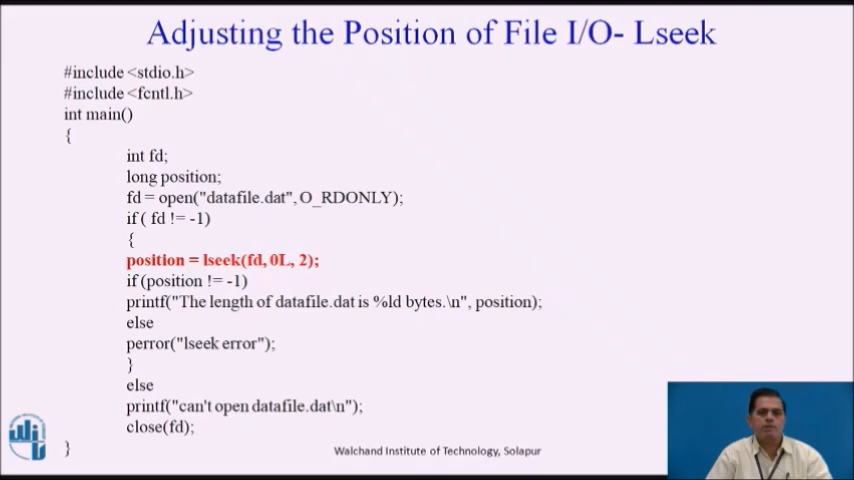 Adjusting the Position of File I/O- Lseek
#include <stdio.h>
#include <fcntl.h>
int main()
{
int fd;
long position;
fd = open("datafile.dat", O_RDONLY);
if ( fd != -1)
{
position = lseek(fd, 0L, 2);
if (position != -1)
printf("The length of datafile.dat is %ld bytes.\n", position);
else
perror("lseek error");
}
else
printf("can't open datafile.dat\n");
close(fd);
}
Walchand Institute of Technology, Solapur